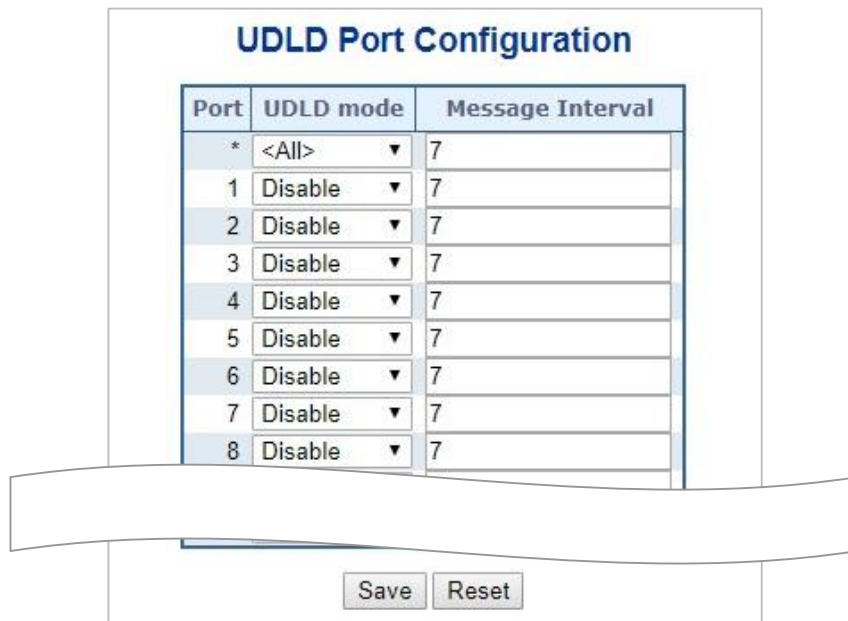 UDLD Port Configuration
Port UDLD mode Message Interval
* <All> 7
1 Disable 7
2 Disable 7
3 Disable 7
4 Disable 7
5 Disable 7
6 Disable 7
7 Disable 7
8 Disable 7
Save Reset